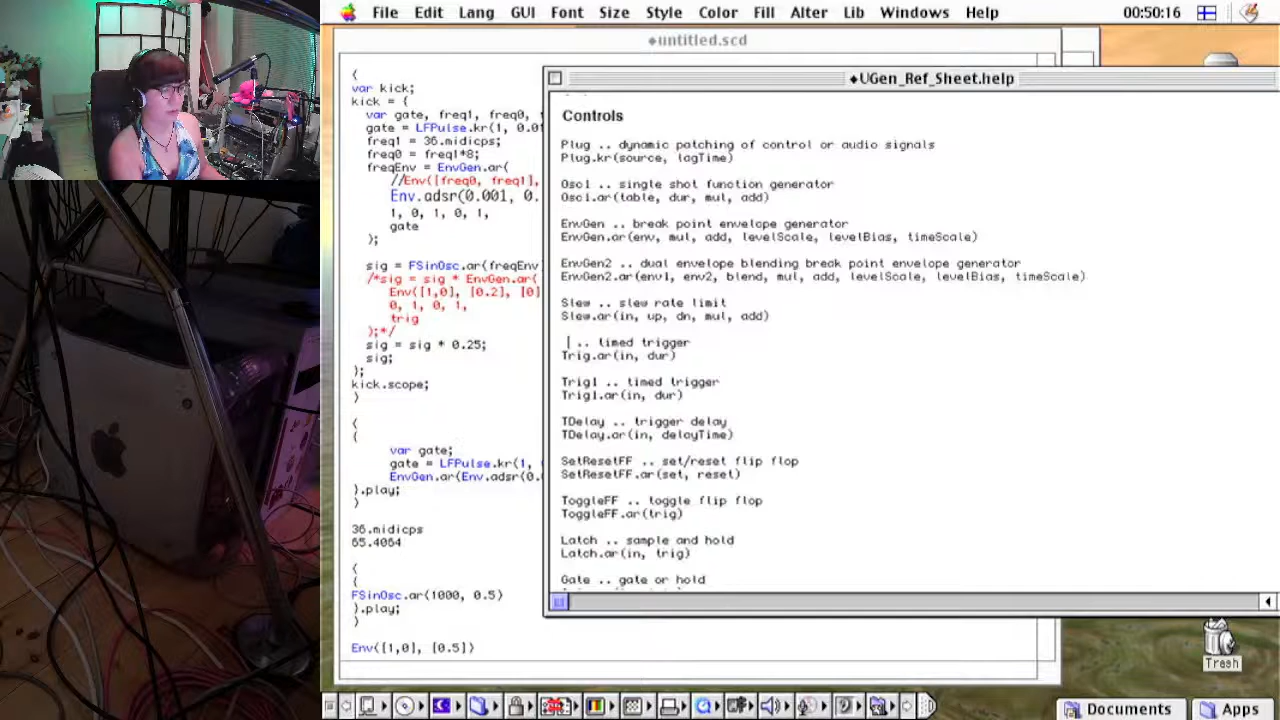 File Edit Lang GUI Font Size Style Color Fill Alter Lib Windows Help 00:50:16
◆untitled.scd
(
var kick;
kick = {
var gate, freq1, freq0,
gate = LFPulse.kr(1, 0.01
freq1 = 36.midicps;
freq0 = freq1*8;
freqEnv = EnvGen.ar(
//Env([freq0, freq1],
Env.adsr(0.001, 0.
1, 0, 1, 0, 1,
gate
);
sig = FSinOsc.ar(freqEnv
/*sig = sig * EnvGen.ar(
Env([1,0], [0.2], [0]
0, 1, 0, 1,
trig
);*/
sig = sig * 0.25;
sig;
};
kick.scope;
)
(
{
var gate;
gate = LFPulse.kr(1,
EnvGen.ar(Env.adsr(0.
}.play;
)
36.midicps
65.4064
(
{
FSinOsc.ar(1000, 0.5)
}.play;
)
Env([1,0], [0.5])
◆UGen_Ref_Sheet.help
Controls
Plug .. dynamic patching of control or audio signals
Plug.kr(source, lagTime)
Osc1 .. single shot function generator
Osc1.ar(table, dur, mul, add)
EnvGen .. break point envelope generator
EnvGen.ar(env, mul, add, levelScale, levelBias, timeScale)
EnvGen2 .. dual envelope blending break point envelope generator
EnvGen2.ar(env1, env2, blend, mul, add, levelScale, levelBias, timeScale)
Slew .. slew rate limit
Slew.ar(in, up, dn, mul, add)
.. timed trigger
Trig.ar(in, dur)
Trig1 .. timed trigger
Trig1.ar(in, dur)
TDelay .. trigger delay
TDelay.ar(in, delayTime)
SetResetFF .. set/reset flip flop
SetResetFF.ar(set, reset)
ToggleFF .. toggle flip flop
ToggleFF.ar(trig)
Latch .. sample and hold
Latch.ar(in, trig)
Gate .. gate or hold
Trash
Documents
Apps